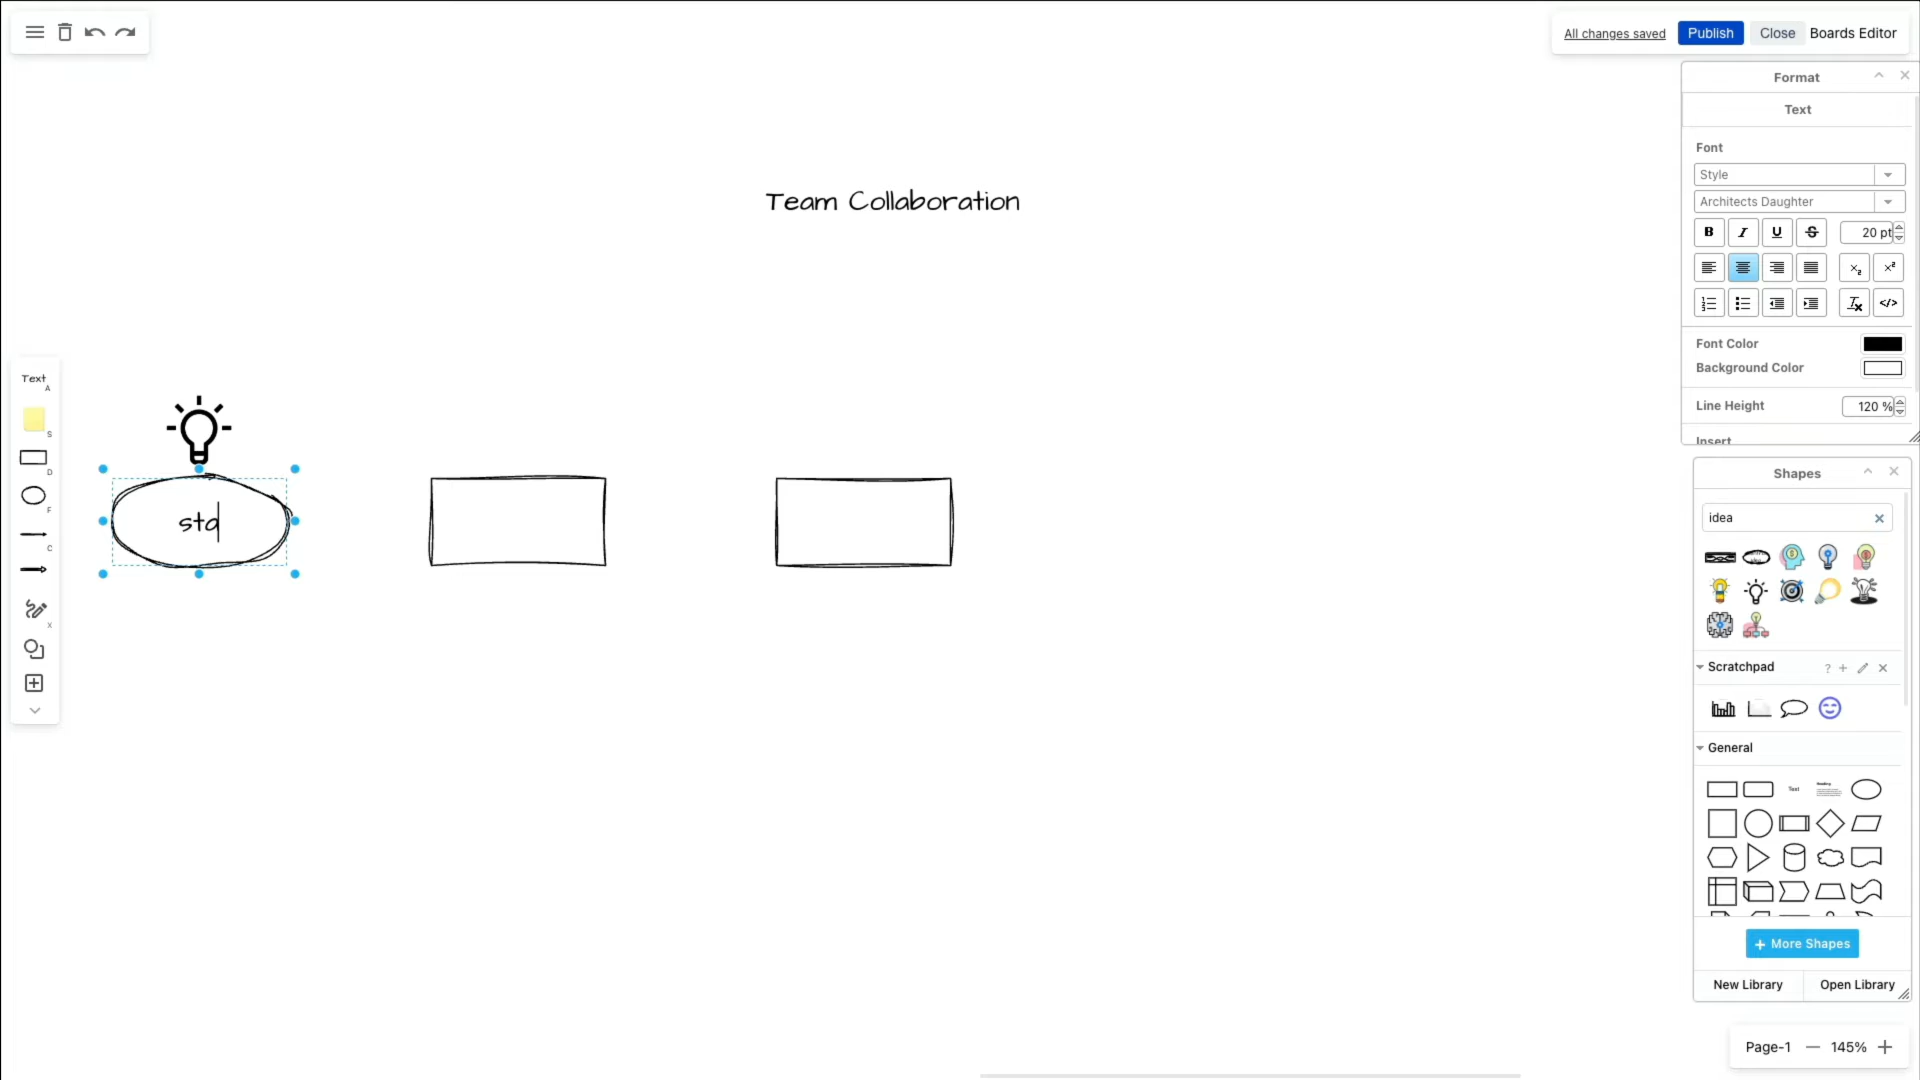 All changes saved
Publish
Close
Boards Editor
Format
Text
Font
Style
Architects Daughter
B I U S
20 pt
Font Color
Background Color
Line Height
120 %
Insert
Team Collaboration
Text
A
S
D
F
C
X
sta
Shapes
idea
Scratchpad
?
General
Text
Heading
+ More Shapes
New Library
Open Library
Page-1
145%